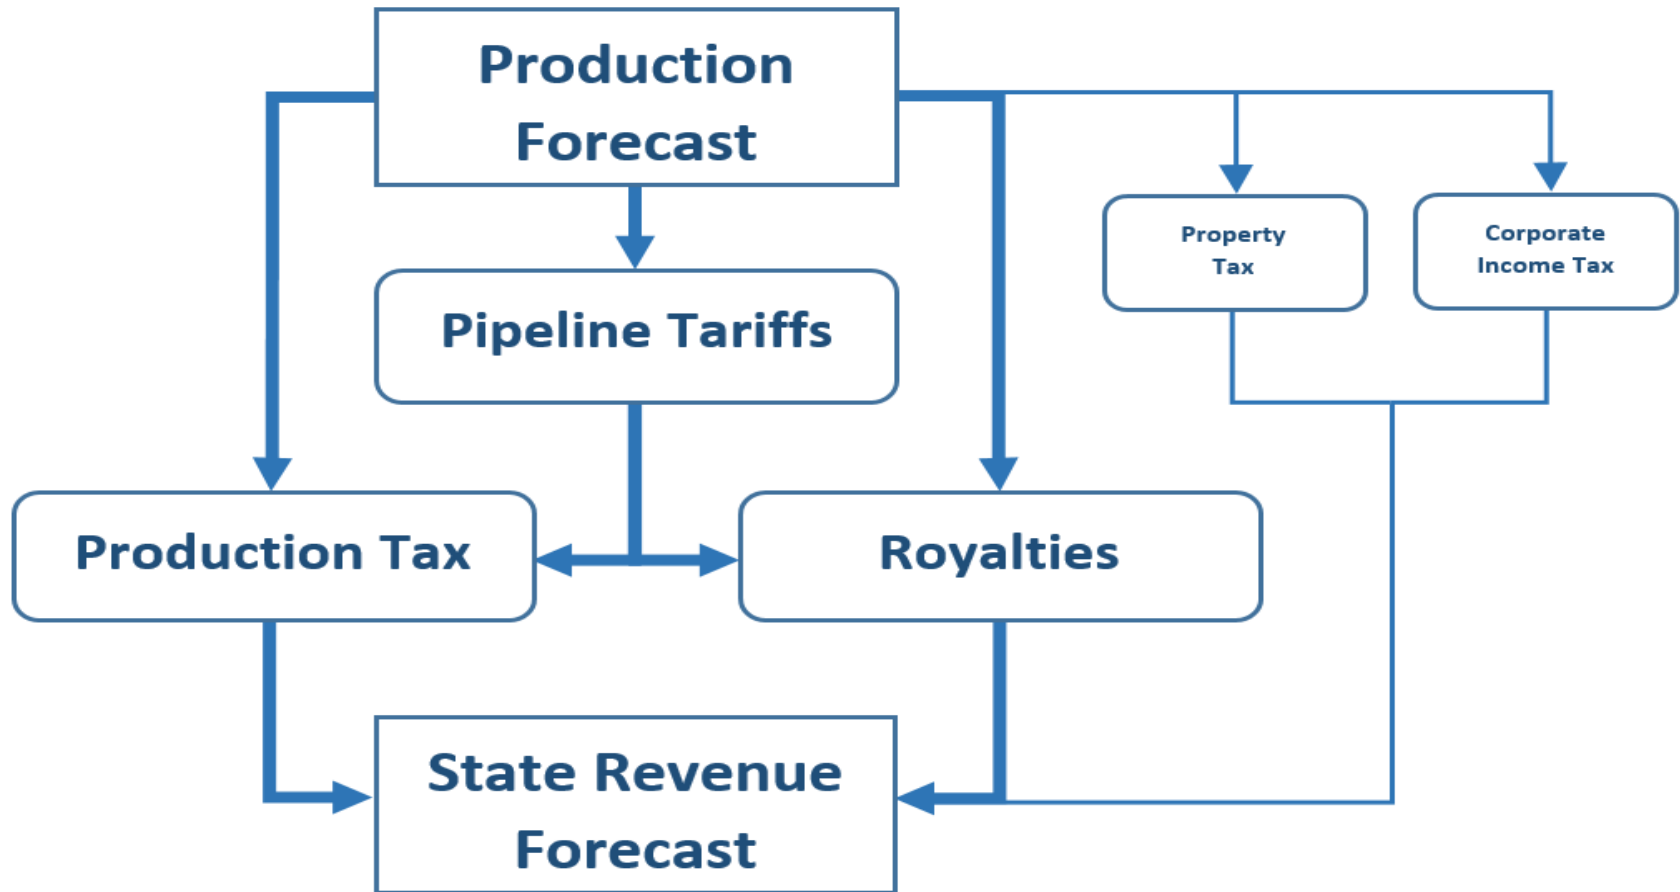 Production
Forecast
Property
Tax
Corporate
Income Tax
Pipeline Tariffs
Production Tax
Royalties
State Revenue
Forecast